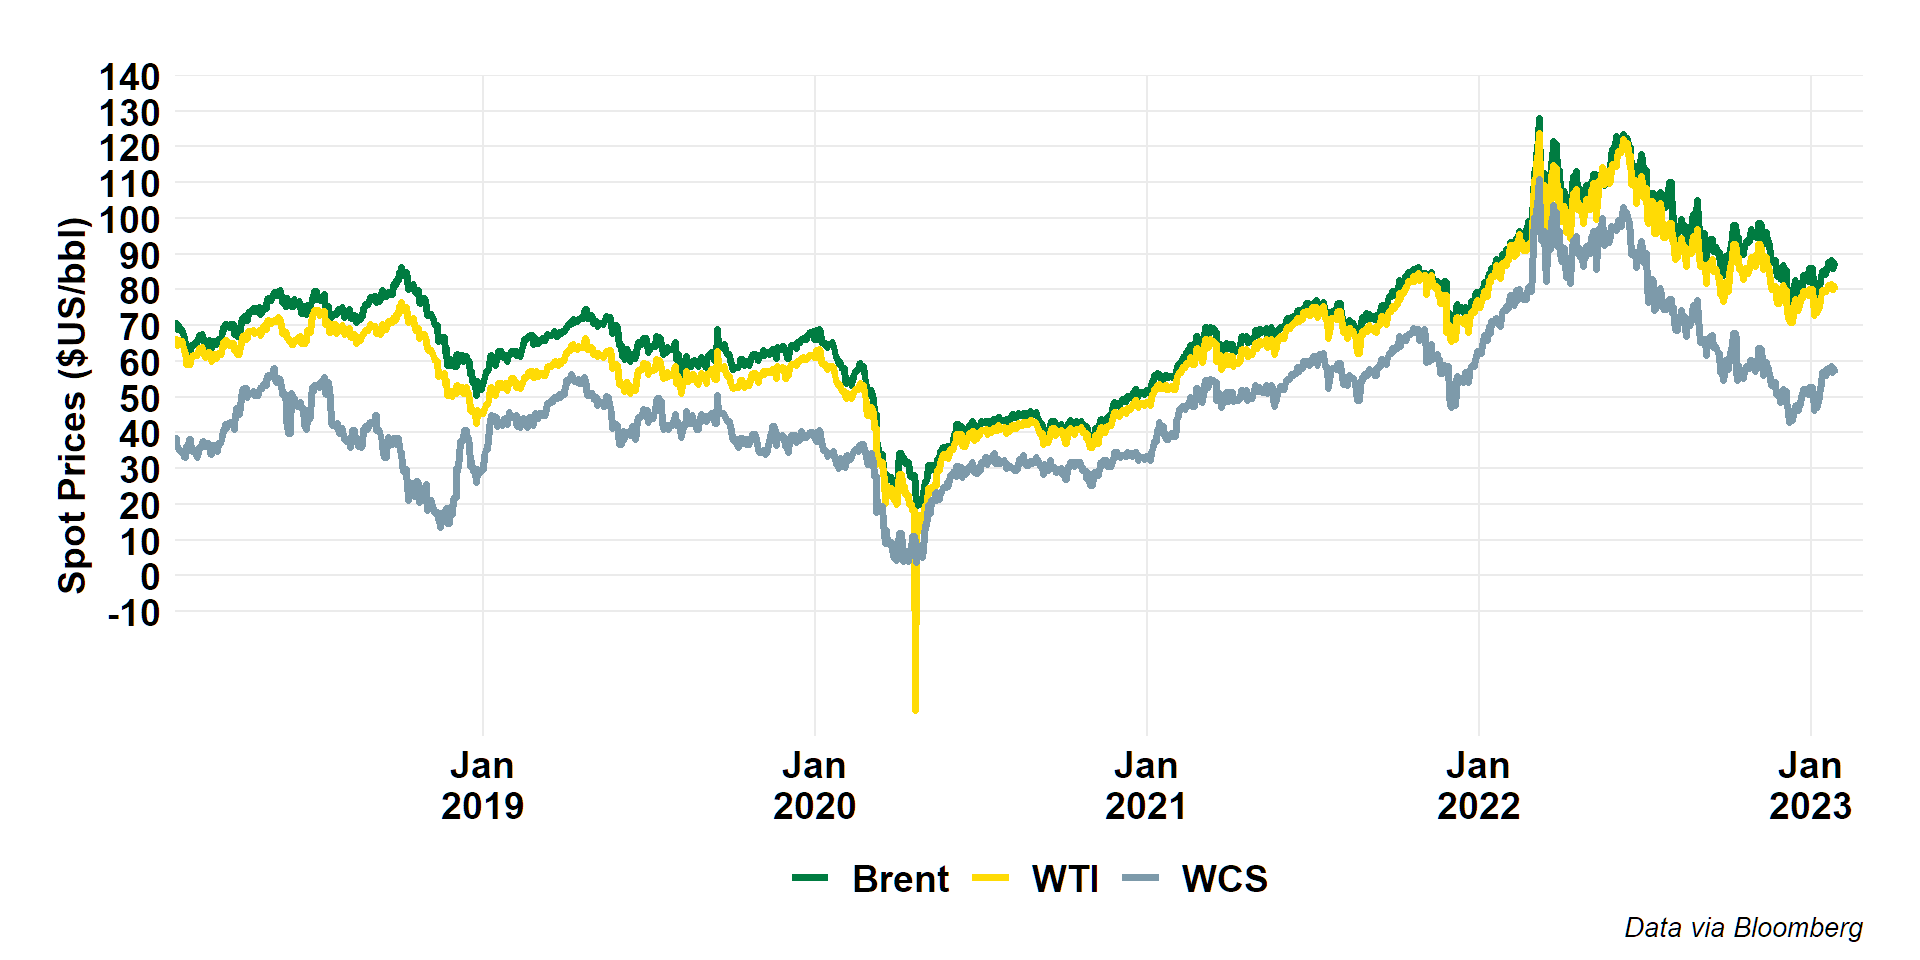 Spot Prices ($US/bbl)
140
130
120
110
100
90
80
70
60
50
40
30
20
10
0
-10
Jan 2019
Jan 2020
Jan 2021
Jan 2022
Jan 2023
Brent WTI WCS
Data via Bloomberg